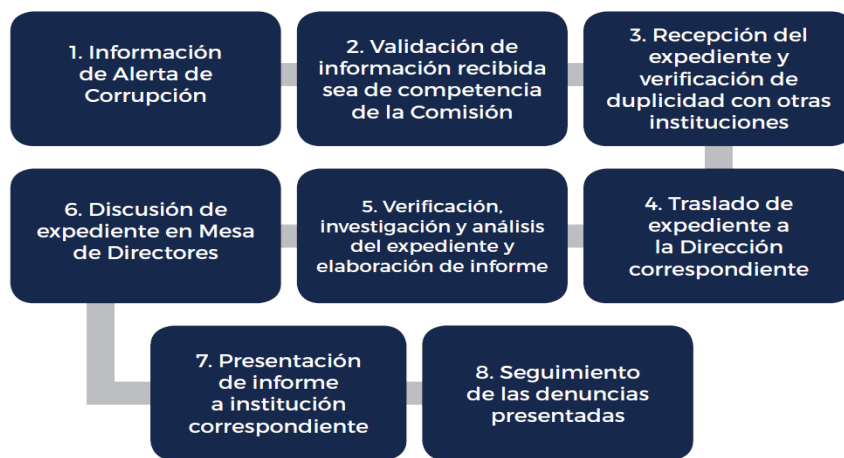 1. Información
de Alerta de
Corrupción
2. Validación de
información recibida
sea de competencia
de la Comisión
3. Recepción del
expediente y
verificación de
duplicidad con otras
instituciones
4. Traslado de
expediente a
la Dirección
correspondiente
5. Verificación,
investigación y análisis
del expediente y
elaboración de informe
6. Discusión de
expediente en Mesa
de Directores
7. Presentación
de informe
a institución
correspondiente
8. Seguimiento
de las denuncias
presentadas